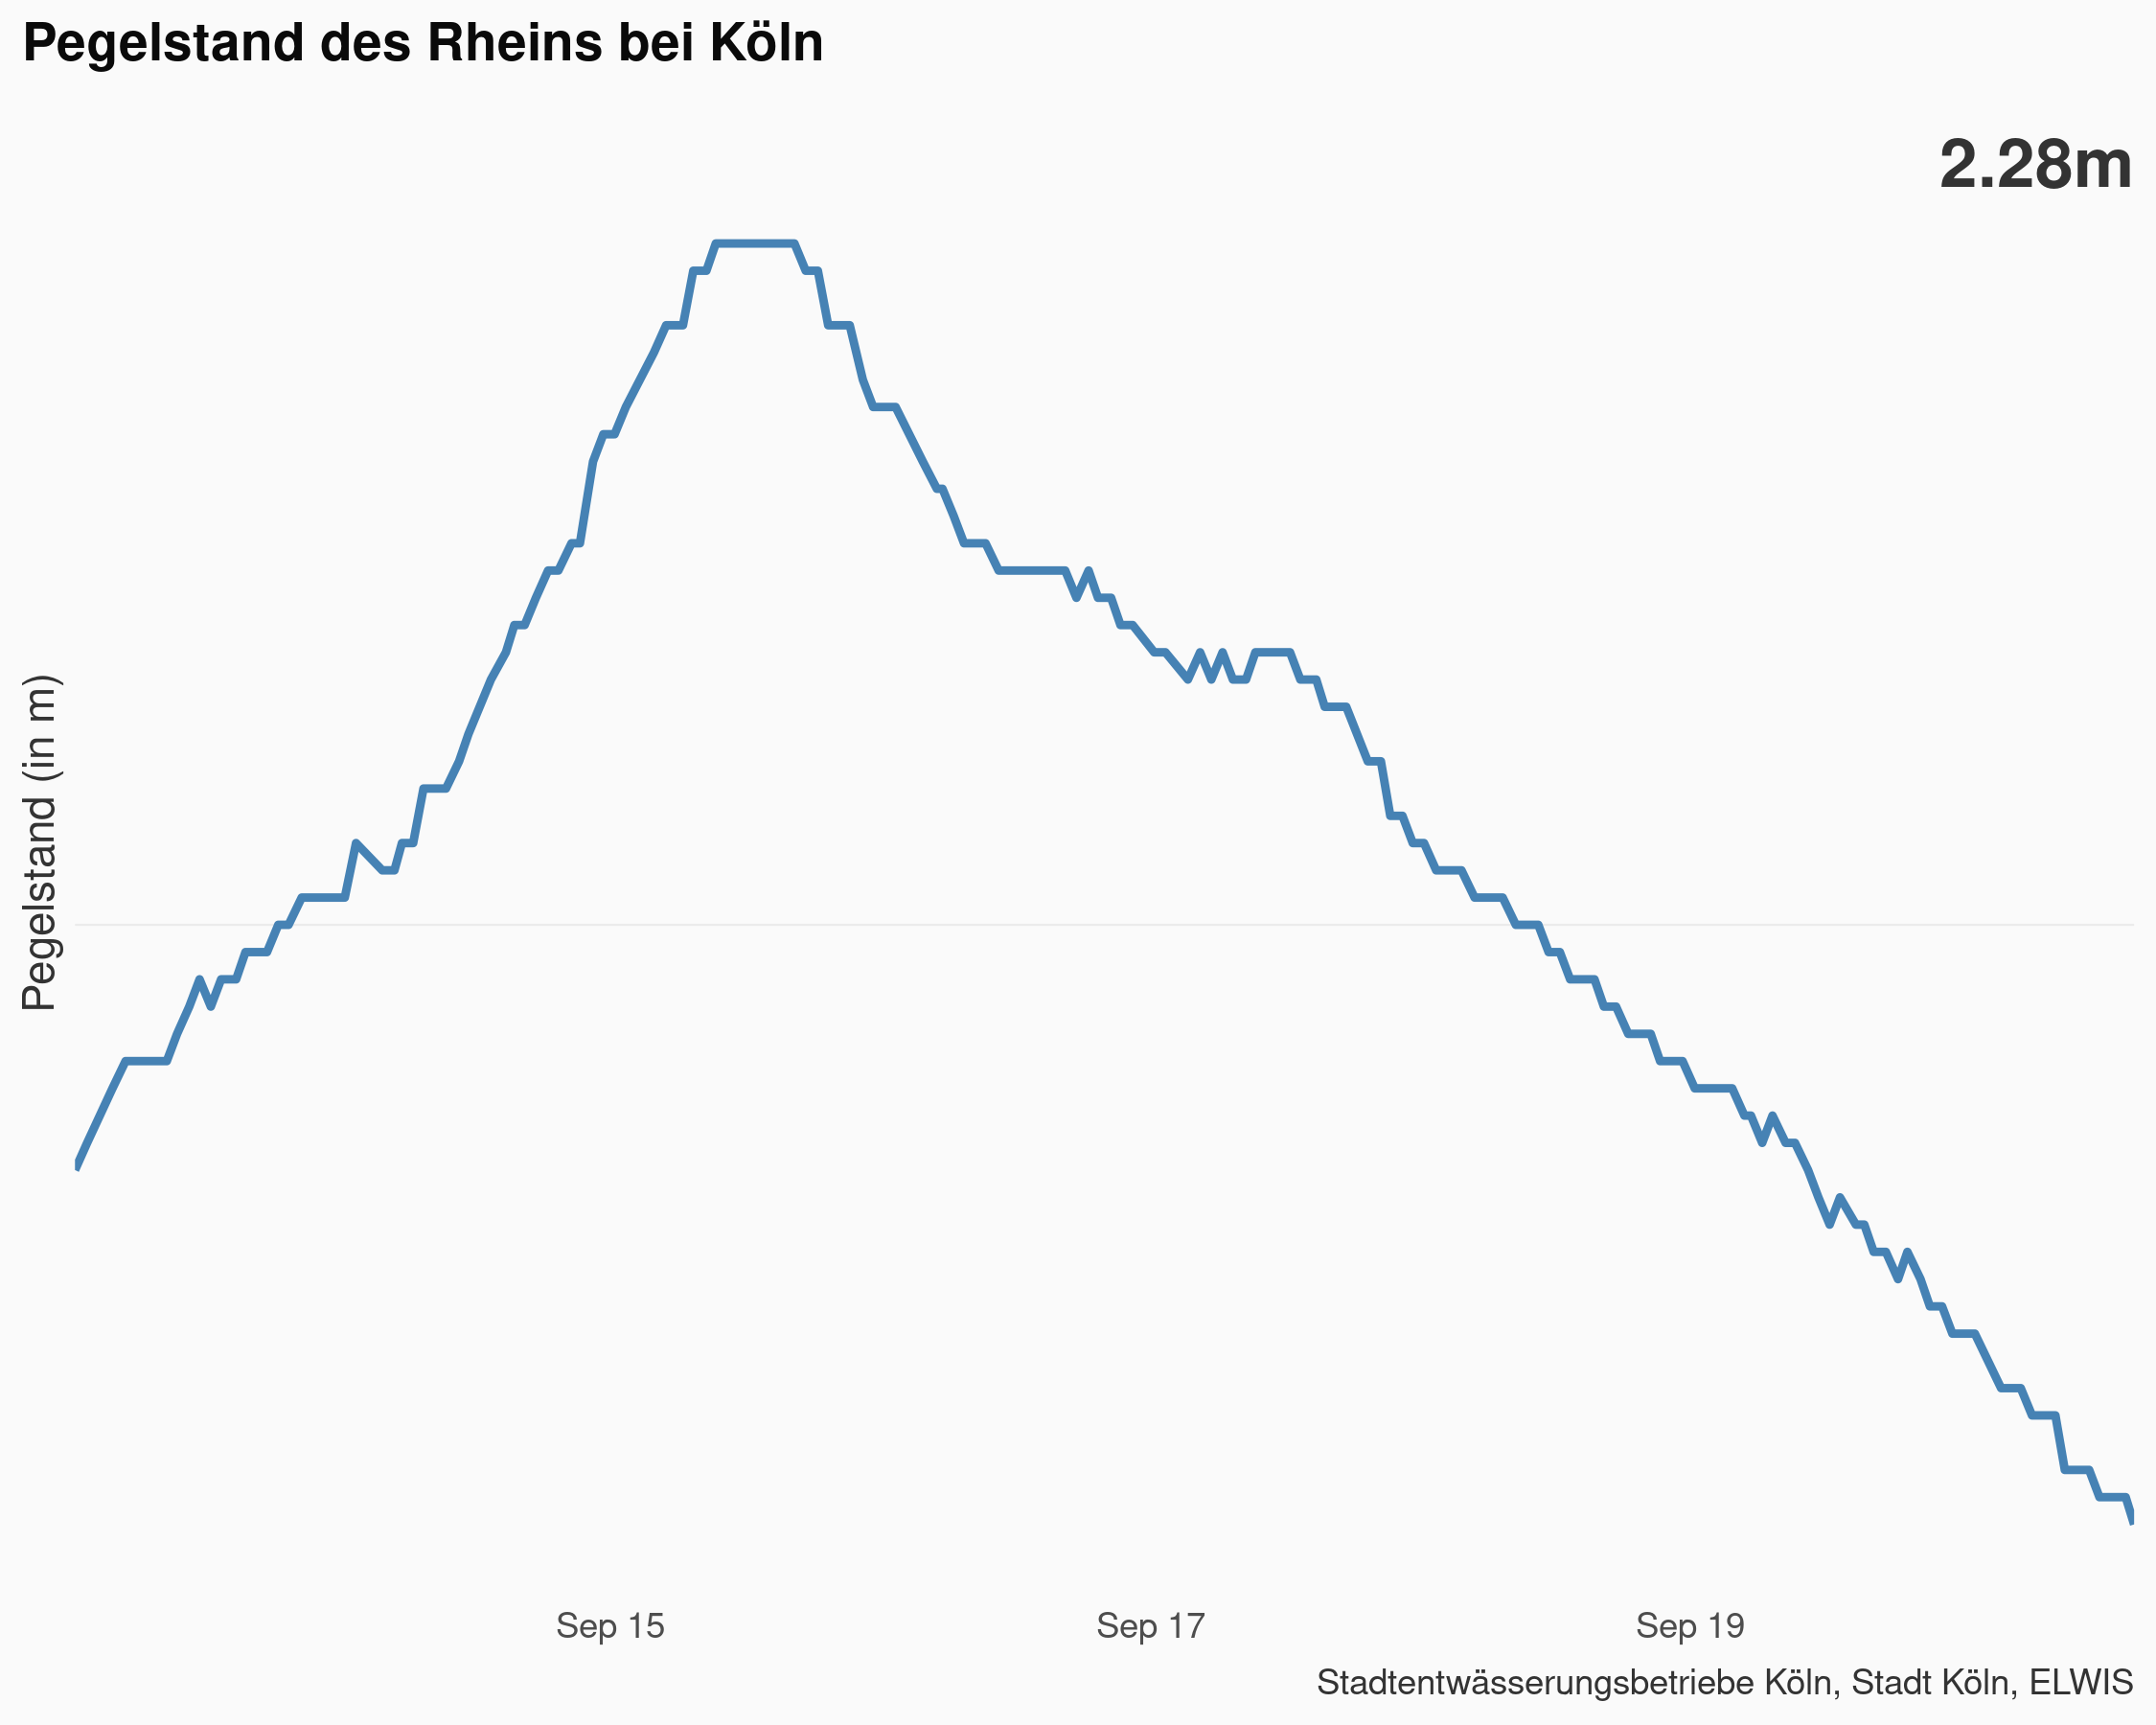 Pegelstand des Rheins bei Köln
2.28m
Pegelstand (in m)
Sep 15
Sep 17
Sep 19
Stadtentwässerungsbetriebe Köln, Stadt Köln, ELWIS